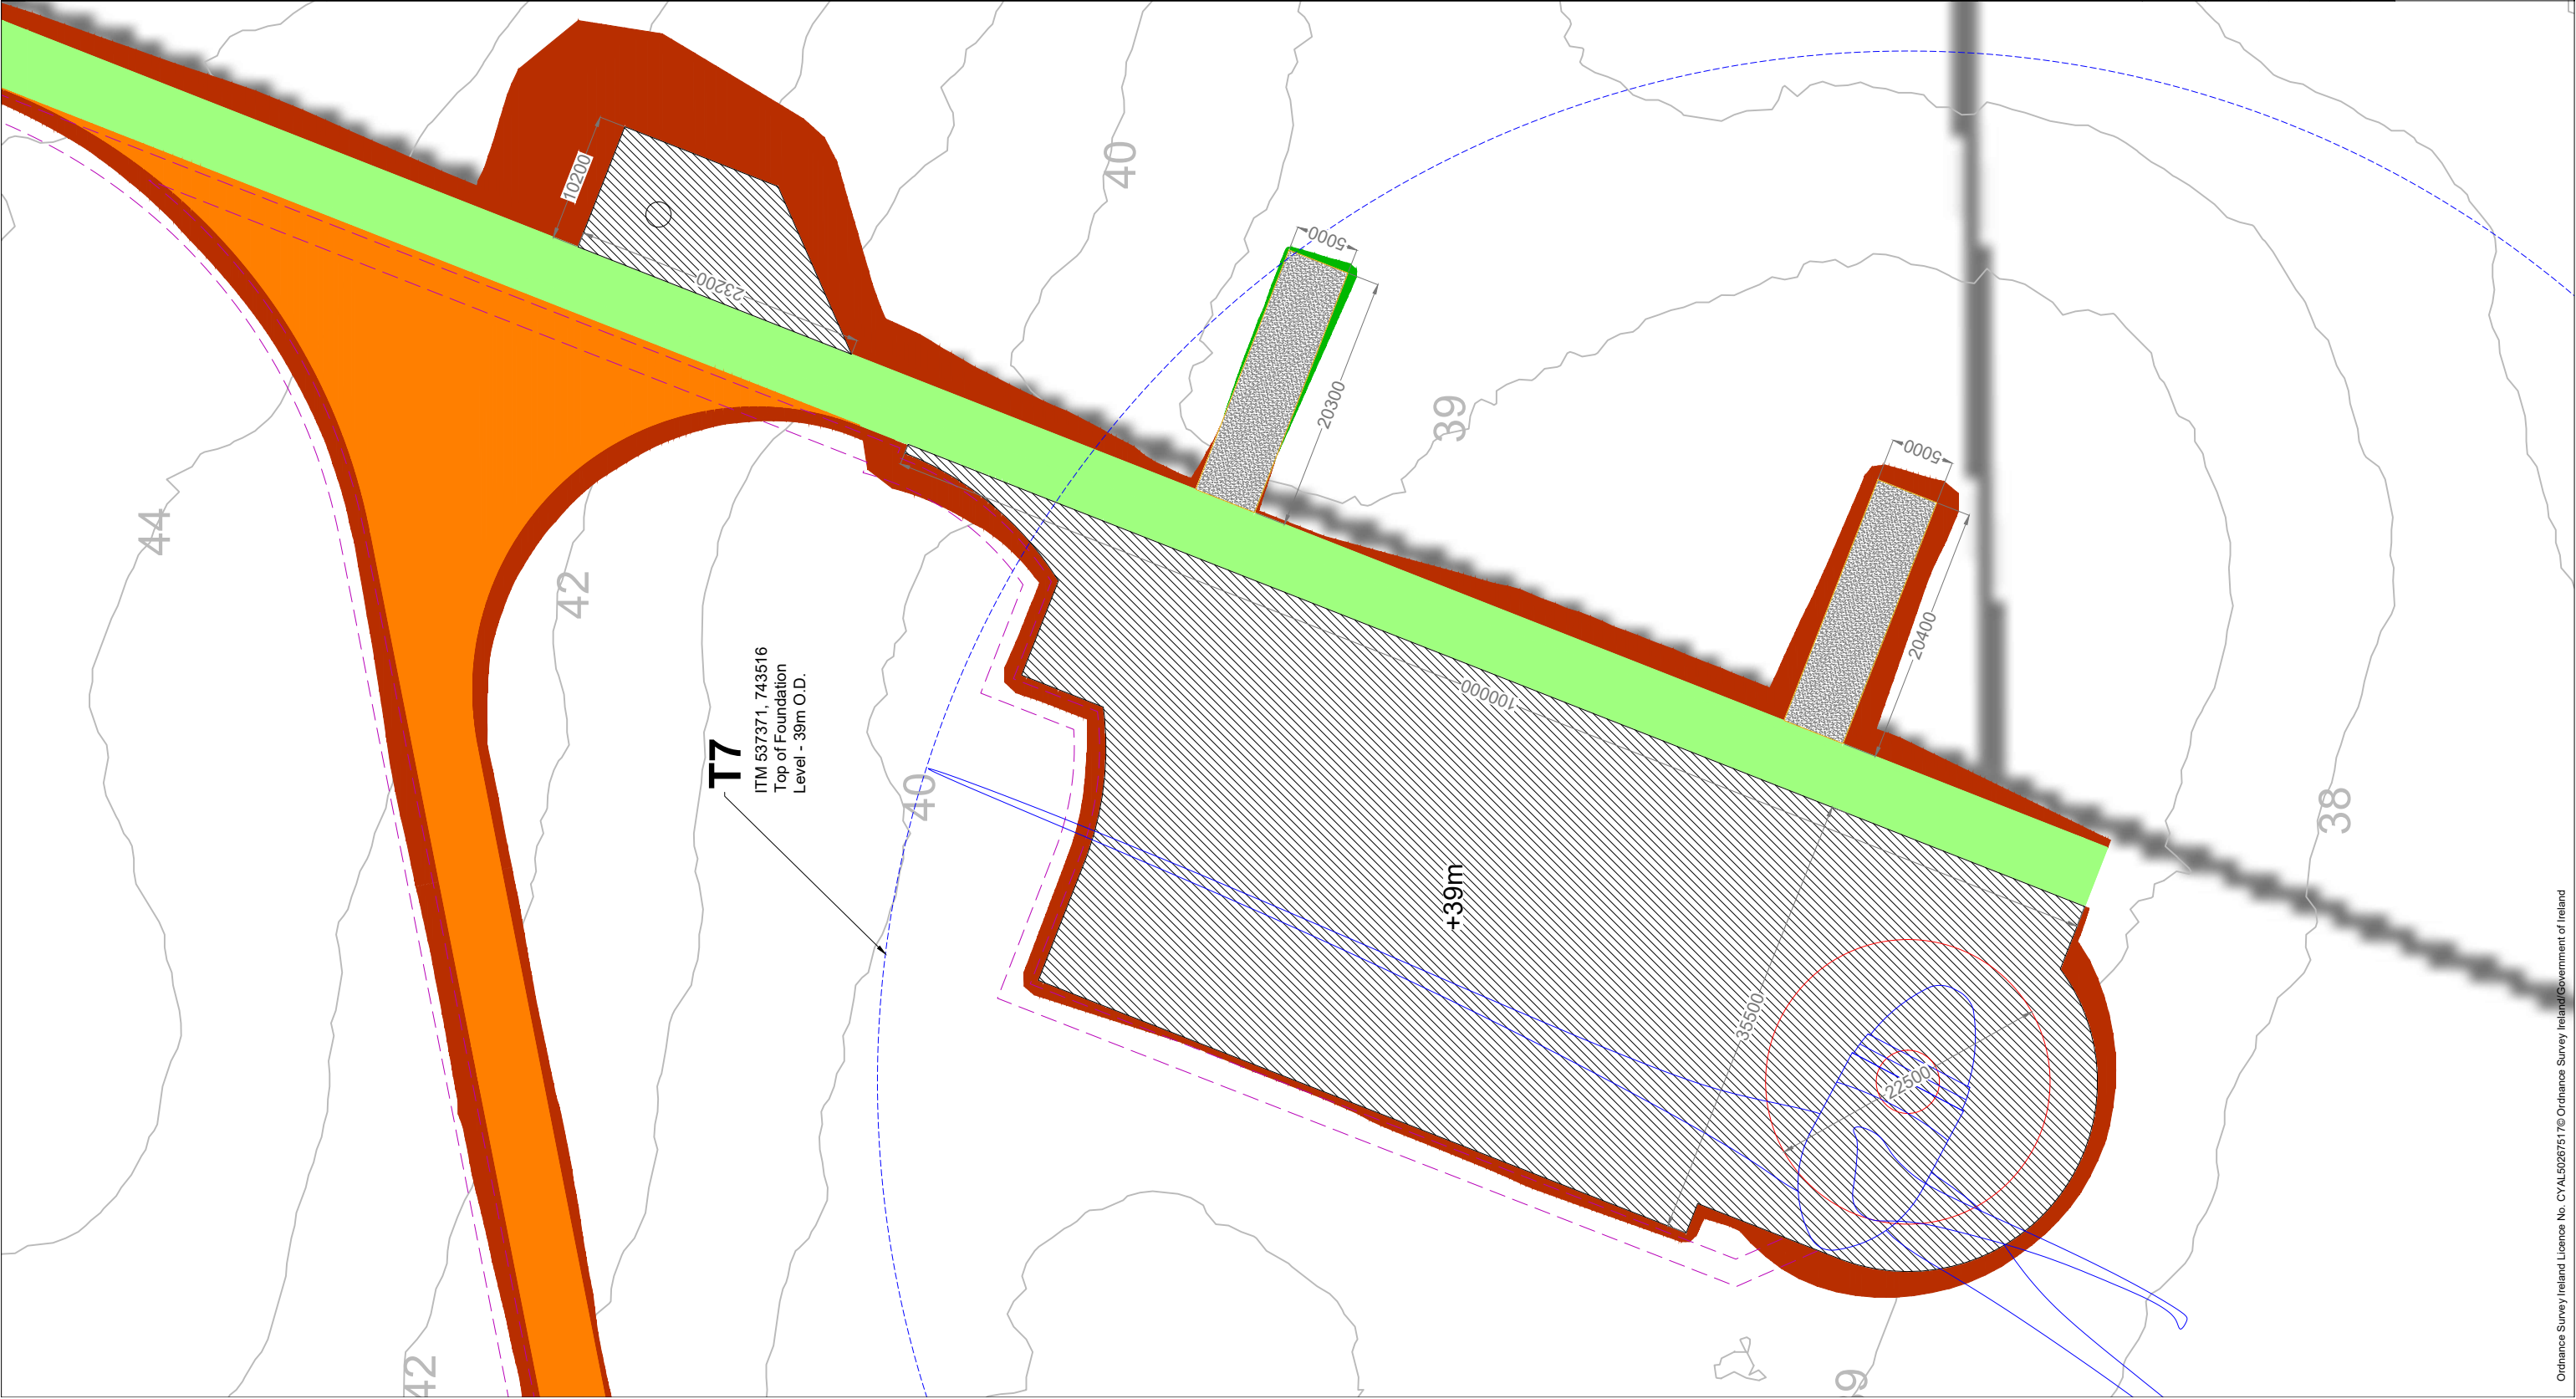 10200
23200
40
5000
20300
39
5000
20400
44
42
T7
ITM 537371, 743516
Top of Foundation
Level - 39m O.D.
40
100000
+39m
38
35500
22500
42
9
Ordnance Survey Ireland Licence No. CYAL50267517© Ordnance Survey Ireland/Government of Ireland